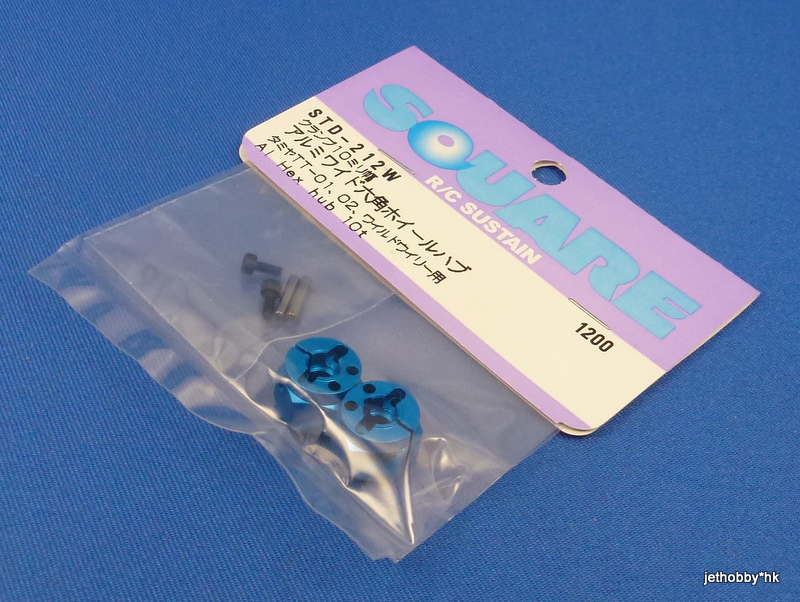 SQUARE
R/C SUSTAIN
STD-212W
クランプ10ミリ厚
アルミワイド六角ホイールハブ
タミヤTT-01、02、ワイルドウイリー用
Al Hex hub 10t
1200
jethobby*hk